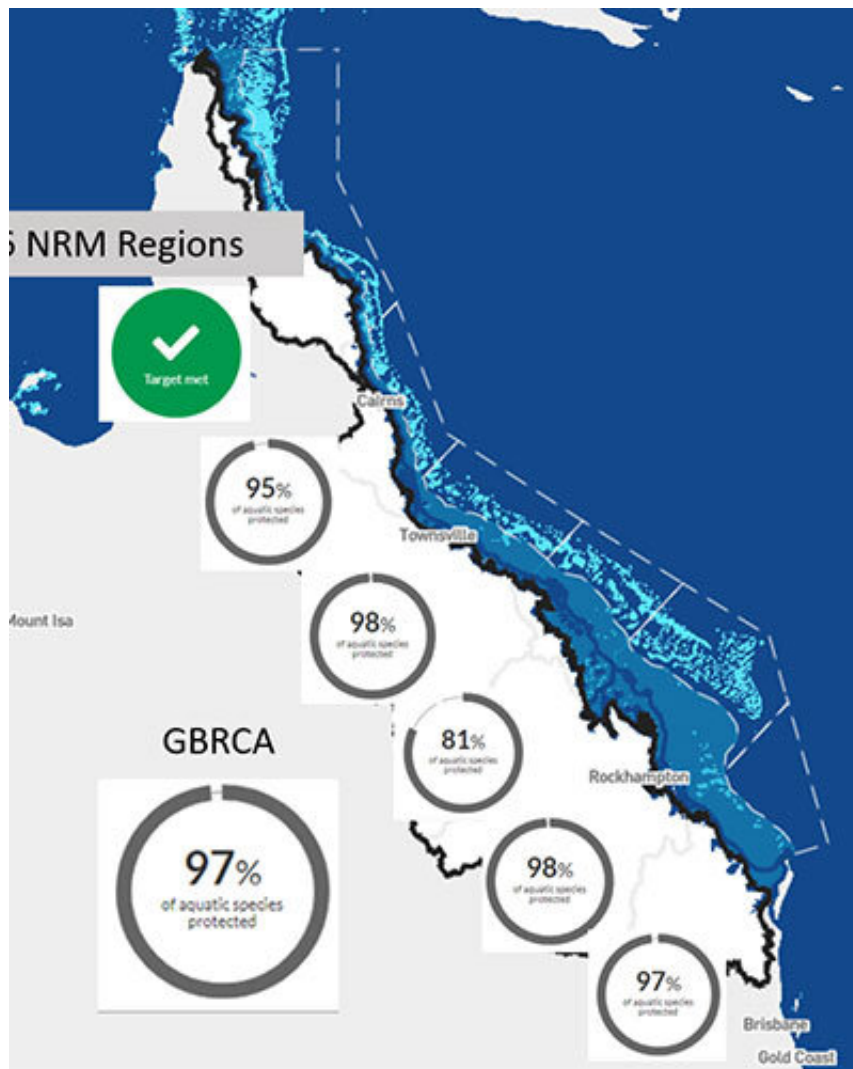 6 NRM Regions
Target met
Cairns
95%
of aquatic species
protected
Townsville
98%
of aquatic species
protected
Mount Isa
81%
of aquatic species
protected
GBRCA
Rockhampton
97%
of aquatic species
protected
98%
of aquatic species
protected
97%
of aquatic species
protected
Brisbane
Gold Coast